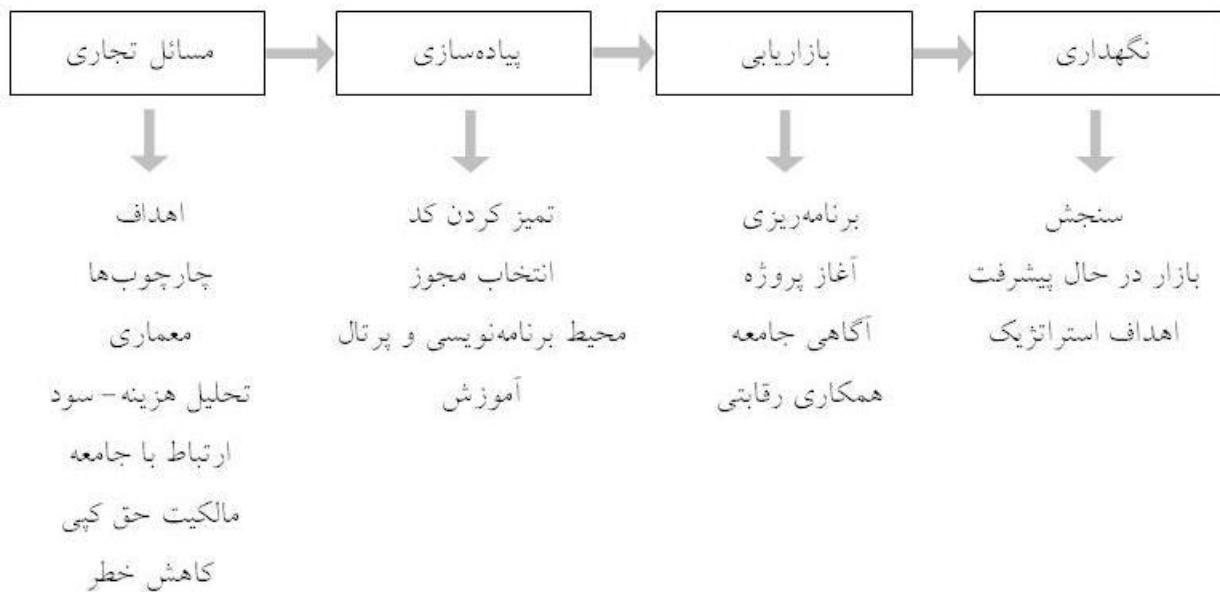 مسائل تجاری
پیاده‌سازی
بازاریابی
نگهداری
اهداف
چارچوب‌ها
معماری
تحلیل هزینه – سود
ارتباط با جامعه
مالکیت حق کپی
کاهش خطر
تمیز کردن کد
انتخاب مجوز
محیط برنامه‌نویسی و پرتال
آموزش
برنامه‌ریزی
آغاز پروژه
آگاهی جامعه
همکاری رقابتی
سنجش
بازار در حال پیشرفت
اهداف استراتژیک